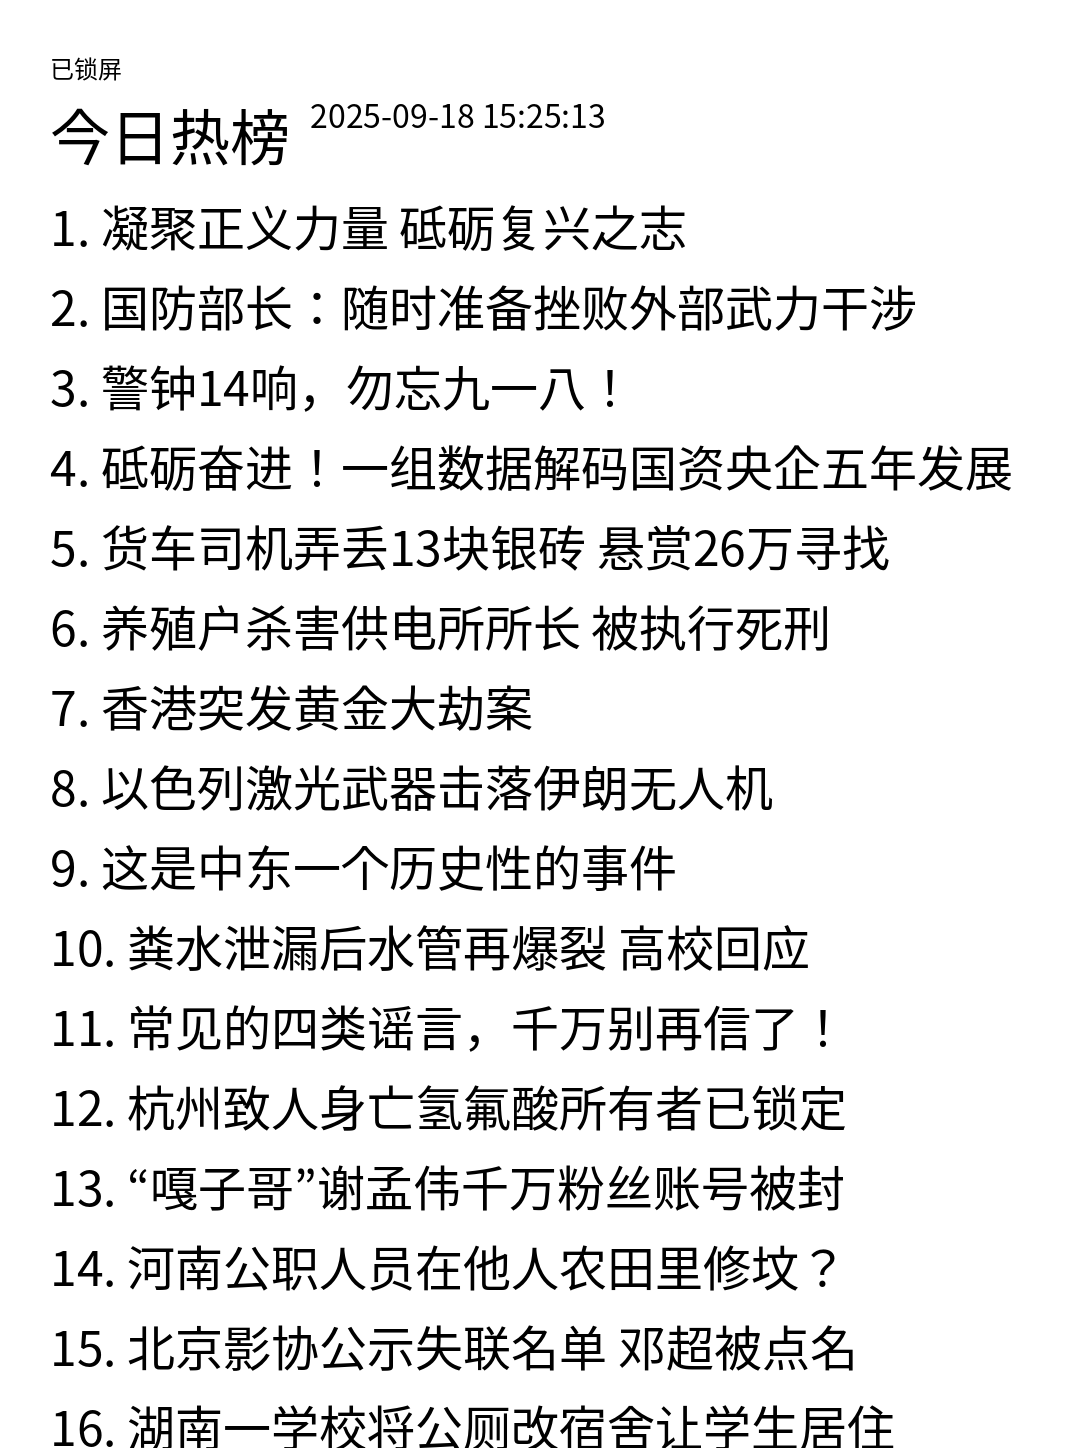 已锁屏
今日热榜 2025-09-18 15:25:13
1. 凝聚正义力量 砥砺复兴之志
2. 国防部长：随时准备挫败外部武力干涉
3. 警钟14响，勿忘九一八！
4. 砥砺奋进！一组数据解码国资央企五年发展
5. 货车司机弄丢13块银砖 悬赏26万寻找
6. 养殖户杀害供电所所长 被执行死刑
7. 香港突发黄金大劫案
8. 以色列激光武器击落伊朗无人机
9. 这是中东一个历史性的事件
10. 粪水泄漏后水管再爆裂 高校回应
11. 常见的四类谣言，千万别再信了！
12. 杭州致人身亡氢氟酸所有者已锁定
13. “嘎子哥”谢孟伟千万粉丝账号被封
14. 河南公职人员在他人农田里修坟？
15. 北京影协公示失联名单 邓超被点名
16. 湖南一学校将公厕改宿舍让学生居住